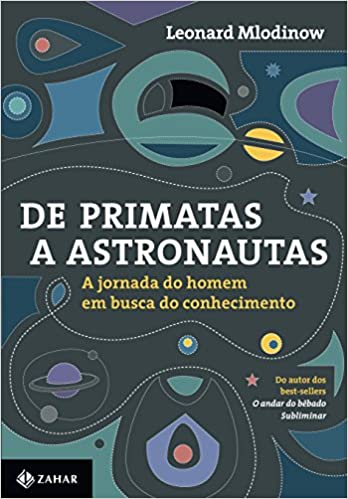 Leonard Mlodinow
DE PRIMATAS
A ASTRONAUTAS
A jornada do homem
em busca do conhecimento
Do autor dos
best-sellers
O andar do bêbado
Subliminar
ZAHAR